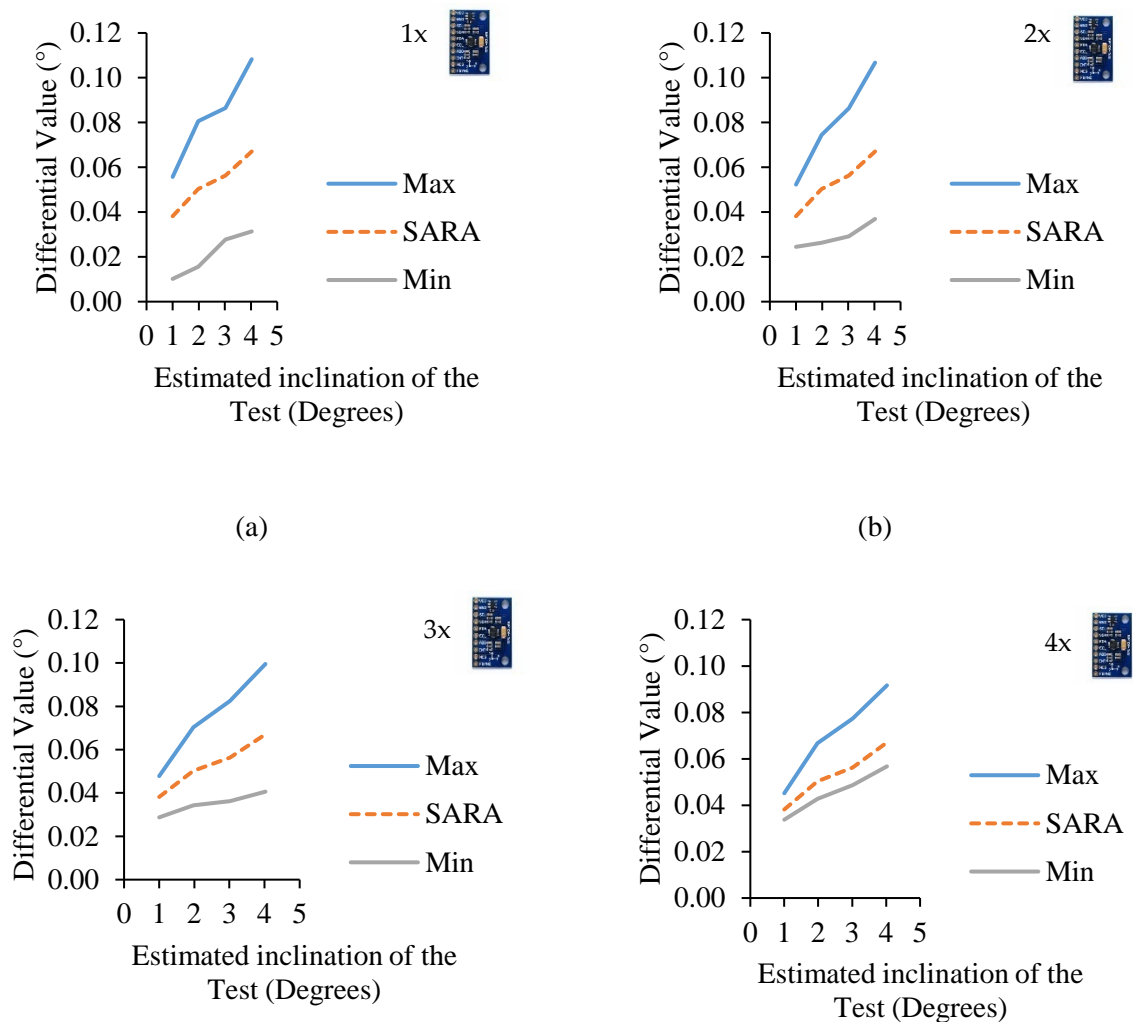 0.12
0.10
0.08
0.06
0.04
0.02
0.00
Differential Value (°)
0 1 2 3 4 5
Estimated inclination of the
Test (Degrees)
1x
Max
SARA
Min
(a)
0.12
0.10
0.08
0.06
0.04
0.02
0.00
Differential Value (°)
0 1 2 3 4 5
Estimated inclination of the
Test (Degrees)
2x
Max
SARA
Min
(b)
0.12
0.10
0.08
0.06
0.04
0.02
0.00
Differential Value (°)
0 1 2 3 4 5
Estimated inclination of the
Test (Degrees)
3x
Max
SARA
Min
0.12
0.10
0.08
0.06
0.04
0.02
0.00
Differential Value (°)
0 1 2 3 4 5
Estimated inclination of the
Test (Degrees)
4x
Max
SARA
Min